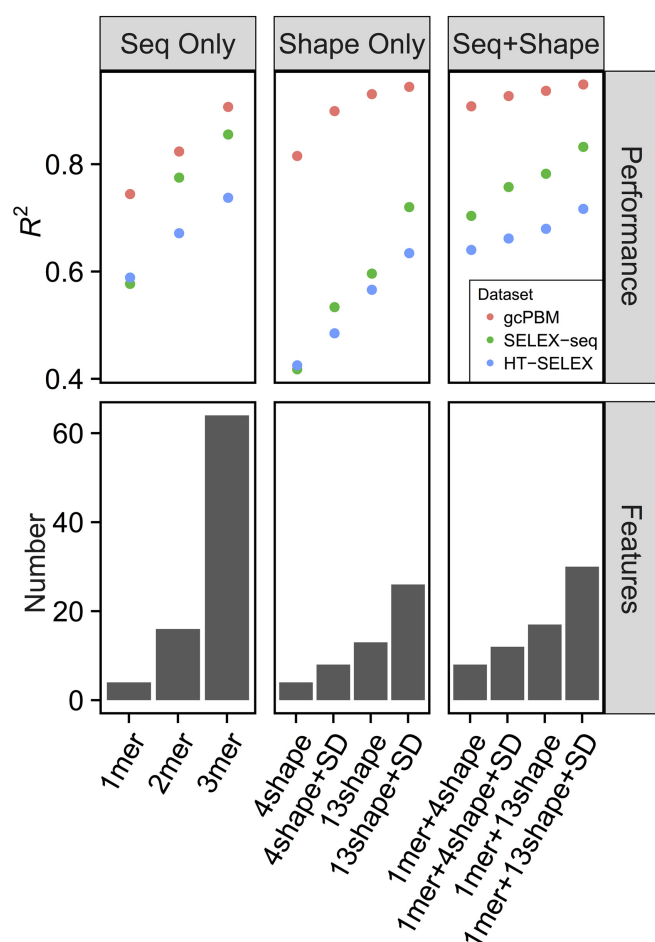 Seq Only
Shape Only
Seq+Shape
0.8
0.6
0.4
R²
Performance
Dataset
gcPBM
SELEX−seq
HT−SELEX
60
40
20
0
Number
Features
1mer
2mer
3mer
4shape
4shape+SD
13shape
13shape+SD
1mer+4shape
1mer+4shape+SD
1mer+13shape
1mer+13shape+SD